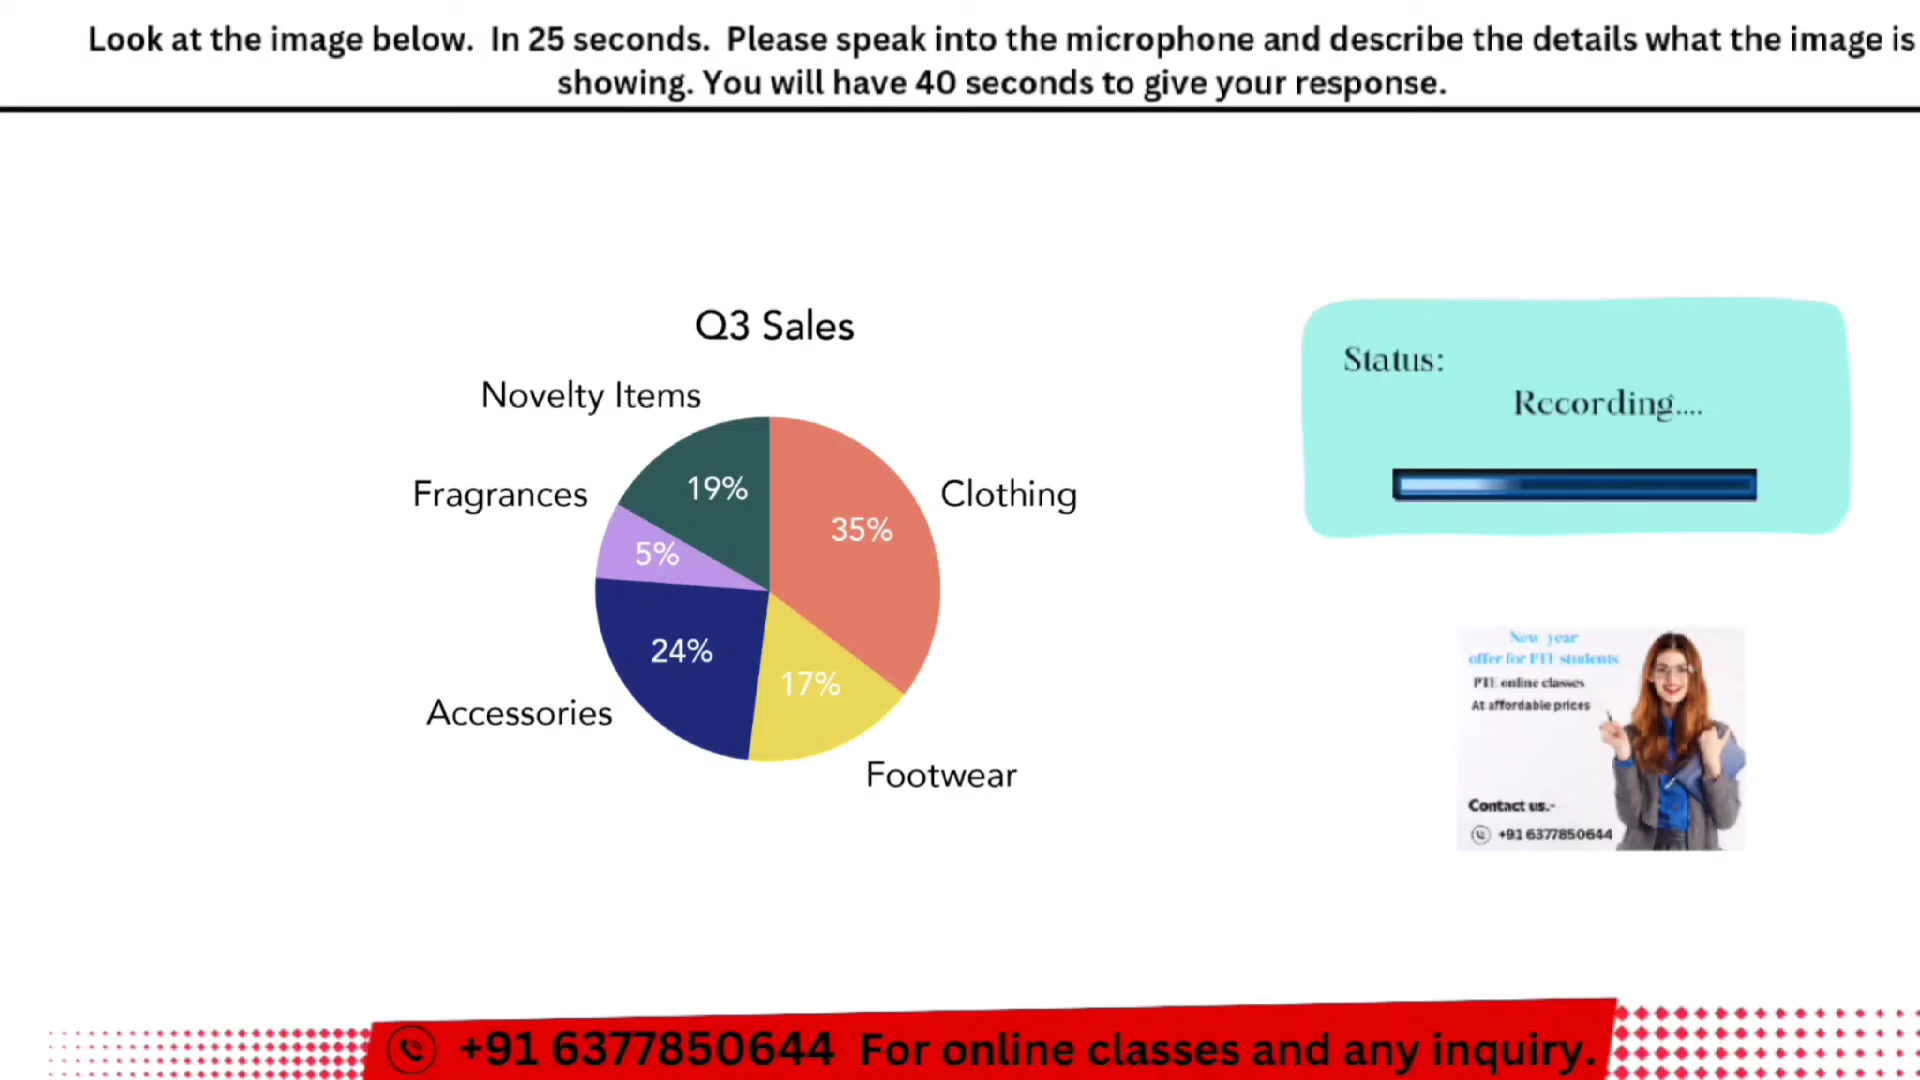 Look at the image below. In 25 seconds. Please speak into the microphone and describe the details what the image is
showing. You will have 40 seconds to give your response.
Q3 Sales
Novelty Items
Fragrances
Accessories
Clothing
Footwear
19%
35%
5%
24%
17%
Status:
Recording....
New year
offer for PTE students
PTE online classes
At affordable prices
Contact us.-
+91 6377850644
+91 6377850644 For online classes and any inquiry.